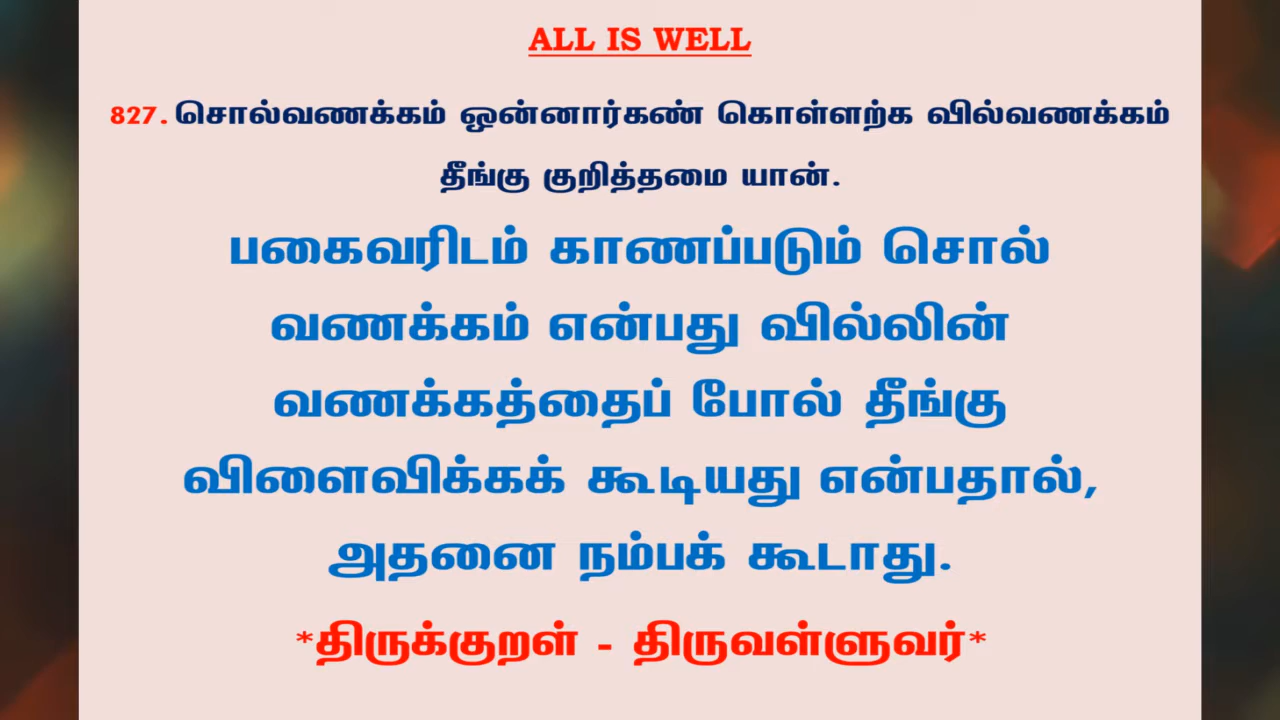 ALL IS WELL
827. சொல்வணக்கம் ஒன்னார்கண் கொள்ளற்க வில்வணக்கம்
தீங்கு குறித்தமை யான்.
பகைவரிடம் காணப்படும் சொல்
வணக்கம் என்பது வில்லின்
வணக்கத்தைப் போல் தீங்கு
விளைவிக்கக் கூடியது என்பதால்,
அதனை நம்பக் கூடாது.
*திருக்குறள் - திருவள்ளுவர்*